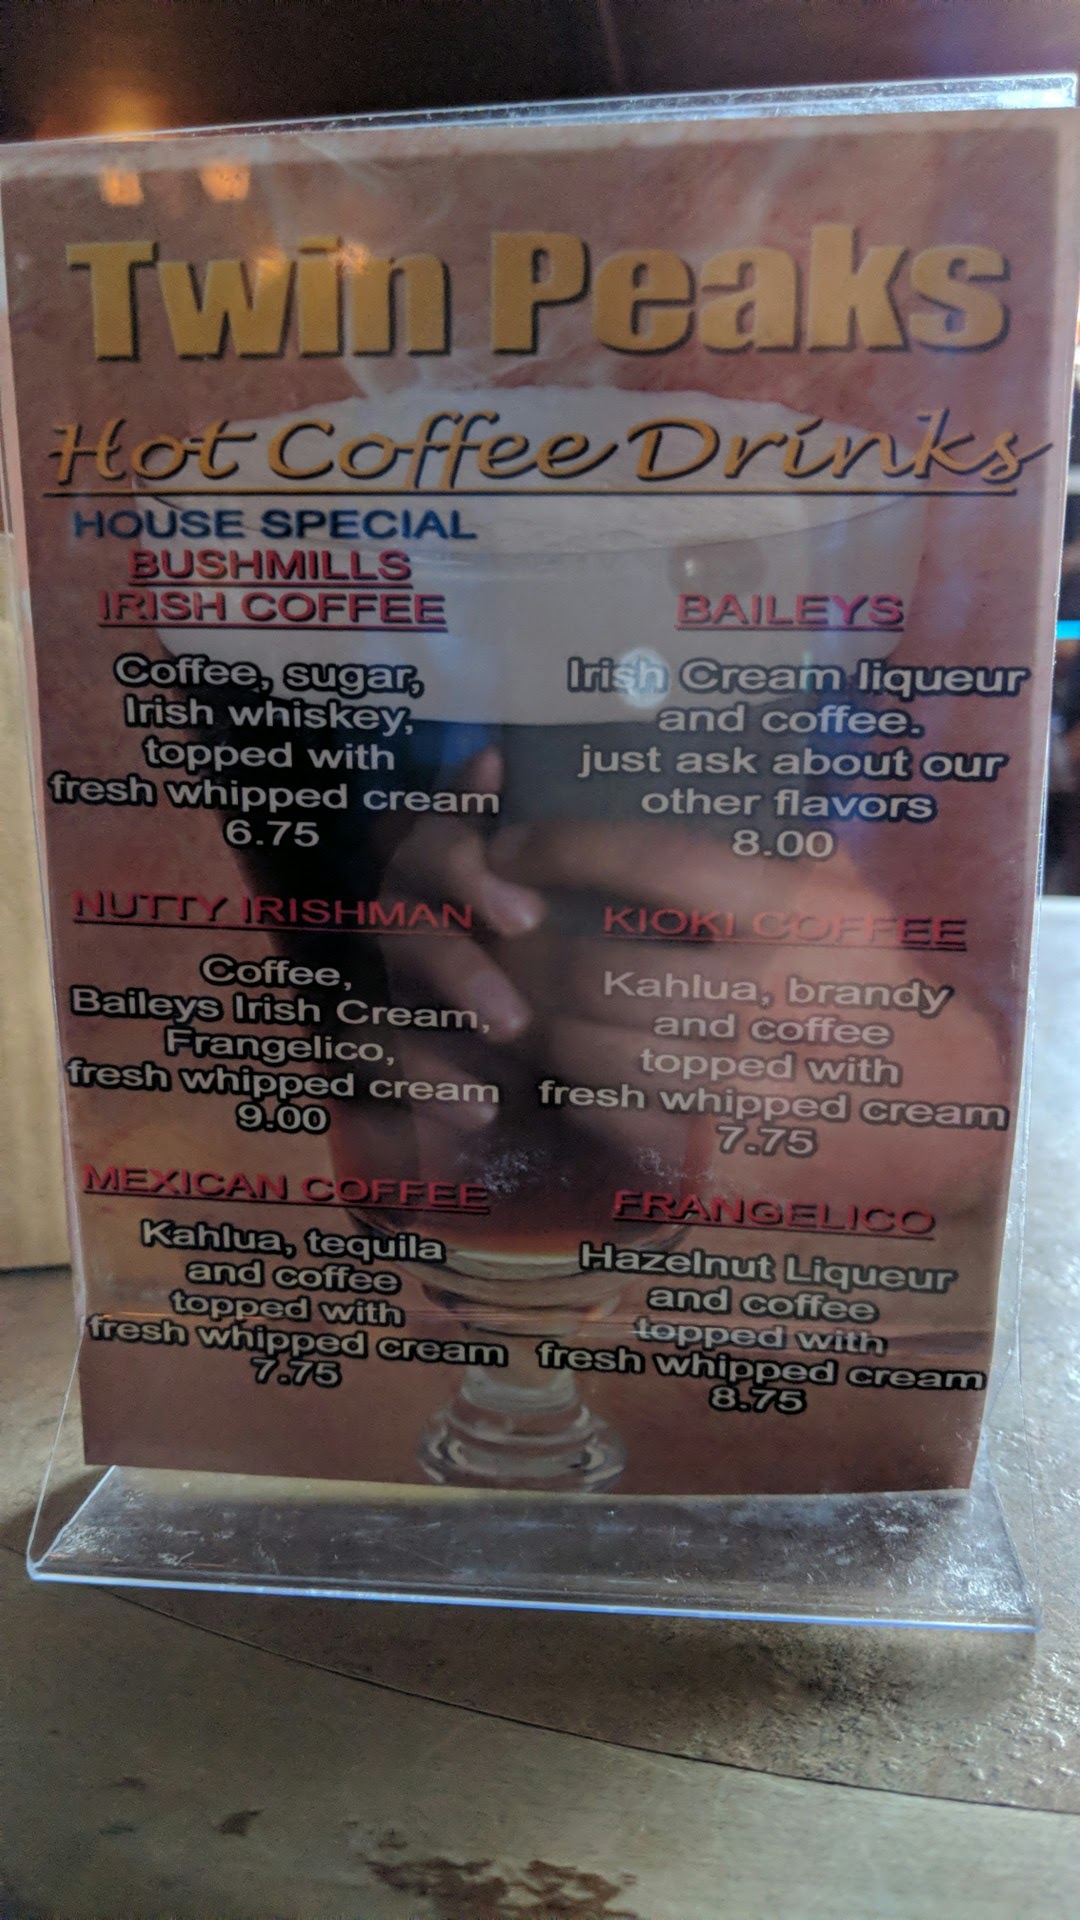 Twin Peaks
Hot Coffee Drinks
HOUSE SPECIAL
BUSHMILLS
IRISH COFFEE
Coffee, sugar,
Irish whiskey,
topped with
fresh whipped cream
6.75
BAILEYS
Irish Cream liqueur
and coffee.
just ask about our
other flavors
8.00
NUTTY IRISHMAN
Coffee,
Baileys Irish Cream,
Frangelico,
fresh whipped cream
9.00
KIOKI COFFEE
Kahlua, brandy
and coffee
topped with
fresh whipped cream
7.75
MEXICAN COFFEE
Kahlua, tequila
and coffee
topped with
fresh whipped cream
7.75
FRANGELICO
Hazelnut Liqueur
and coffee
topped with
fresh whipped cream
8.75